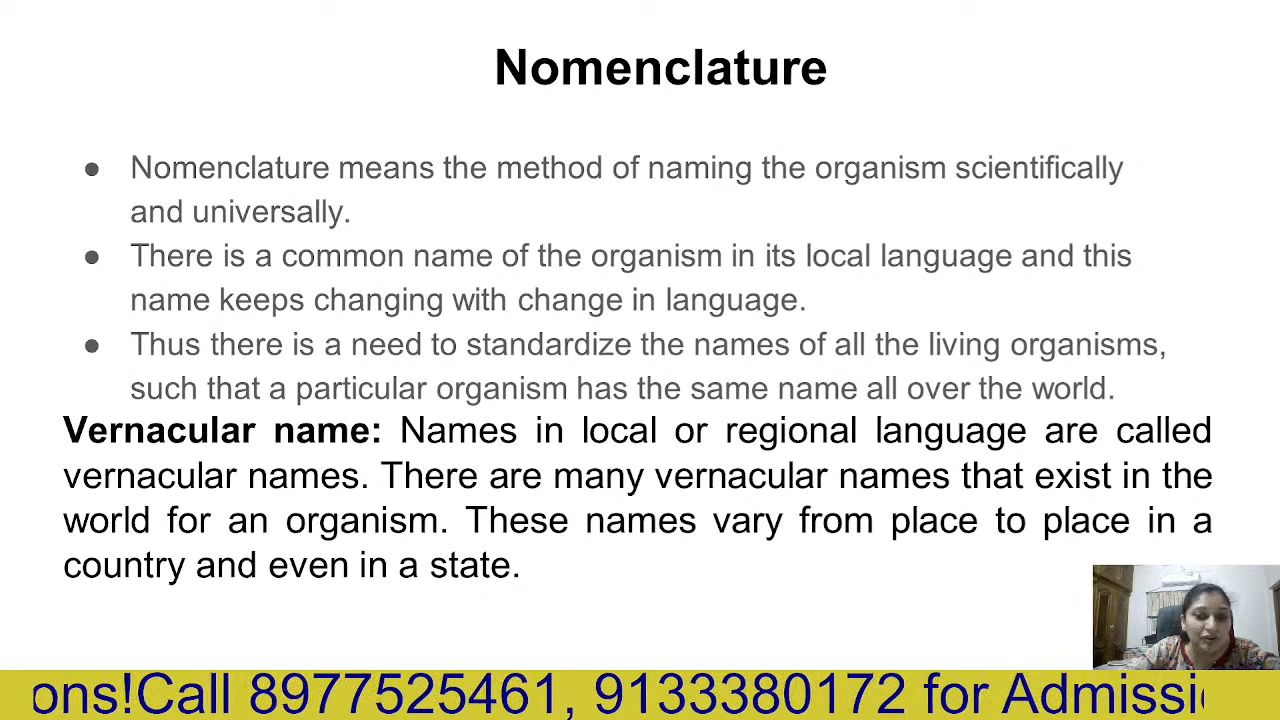 Nomenclature
● Nomenclature means the method of naming the organism scientifically
and universally.
● There is a common name of the organism in its local language and this
name keeps changing with change in language.
● Thus there is a need to standardize the names of all the living organisms,
such that a particular organism has the same name all over the world.
Vernacular name: Names in local or regional language are called
vernacular names. There are many vernacular names that exist in the
world for an organism. These names vary from place to place in a
country and even in a state.
ons!Call 8977525461, 9133380172 for Admissi